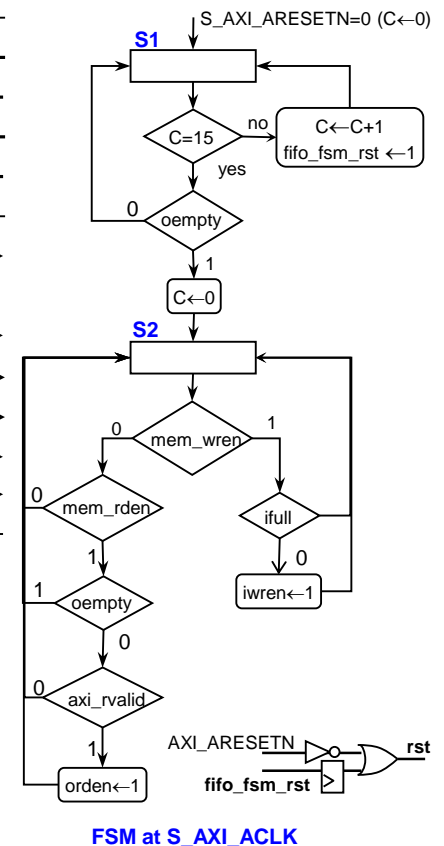 S_AXI_ARESETN=0 (C←0)
S1
C=15
no
C←C+1
fifo_fsm_rst ←1
yes
0
oempty
1
C←0
S2
0
mem_wren
1
0
mem_rden
ifull
1
0
1
oempty
iwren←1
0
0
axi_rvalid
1
AXI_ARESETN
rst
orden←1
fifo_fsm_rst
FSM at S_AXI_ACLK